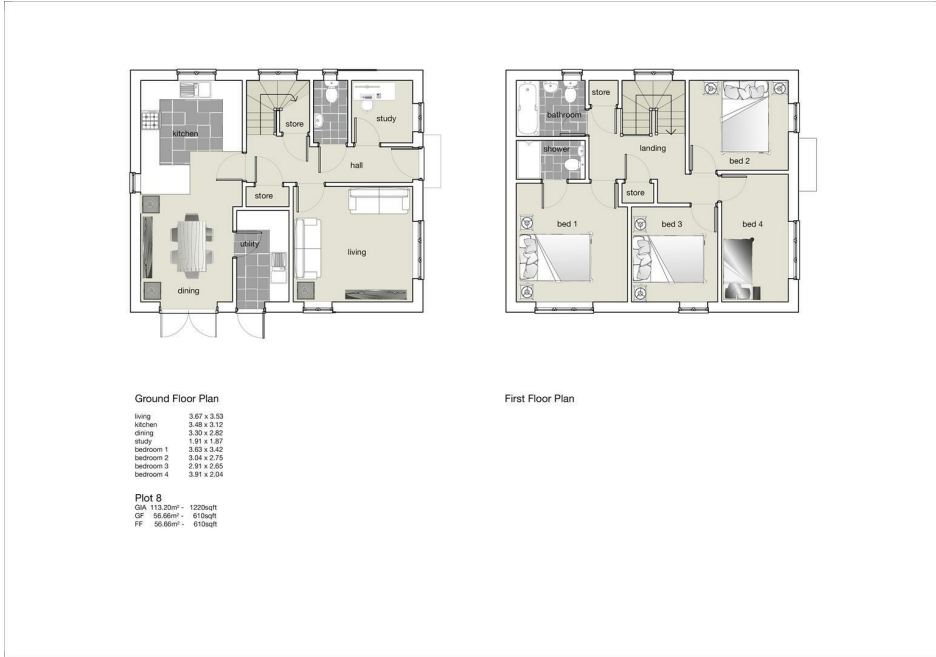 kitchen
store
study
hall
store
utility
living
dining
bathroom
store
shower
landing
bed 2
store
bed 1
bed 3
bed 4
Ground Floor Plan
living 3.67 x 3.53
kitchen 3.48 x 3.12
dining 3.30 x 2.82
study 1.91 x 1.87
bedroom 1 3.63 x 3.42
bedroom 2 3.04 x 2.75
bedroom 3 2.91 x 2.65
bedroom 4 3.91 x 2.04
Plot 8
GIA 113.20m² - 1220sqft
GF 56.66m² - 610sqft
FF 56.66m² - 610sqft
First Floor Plan